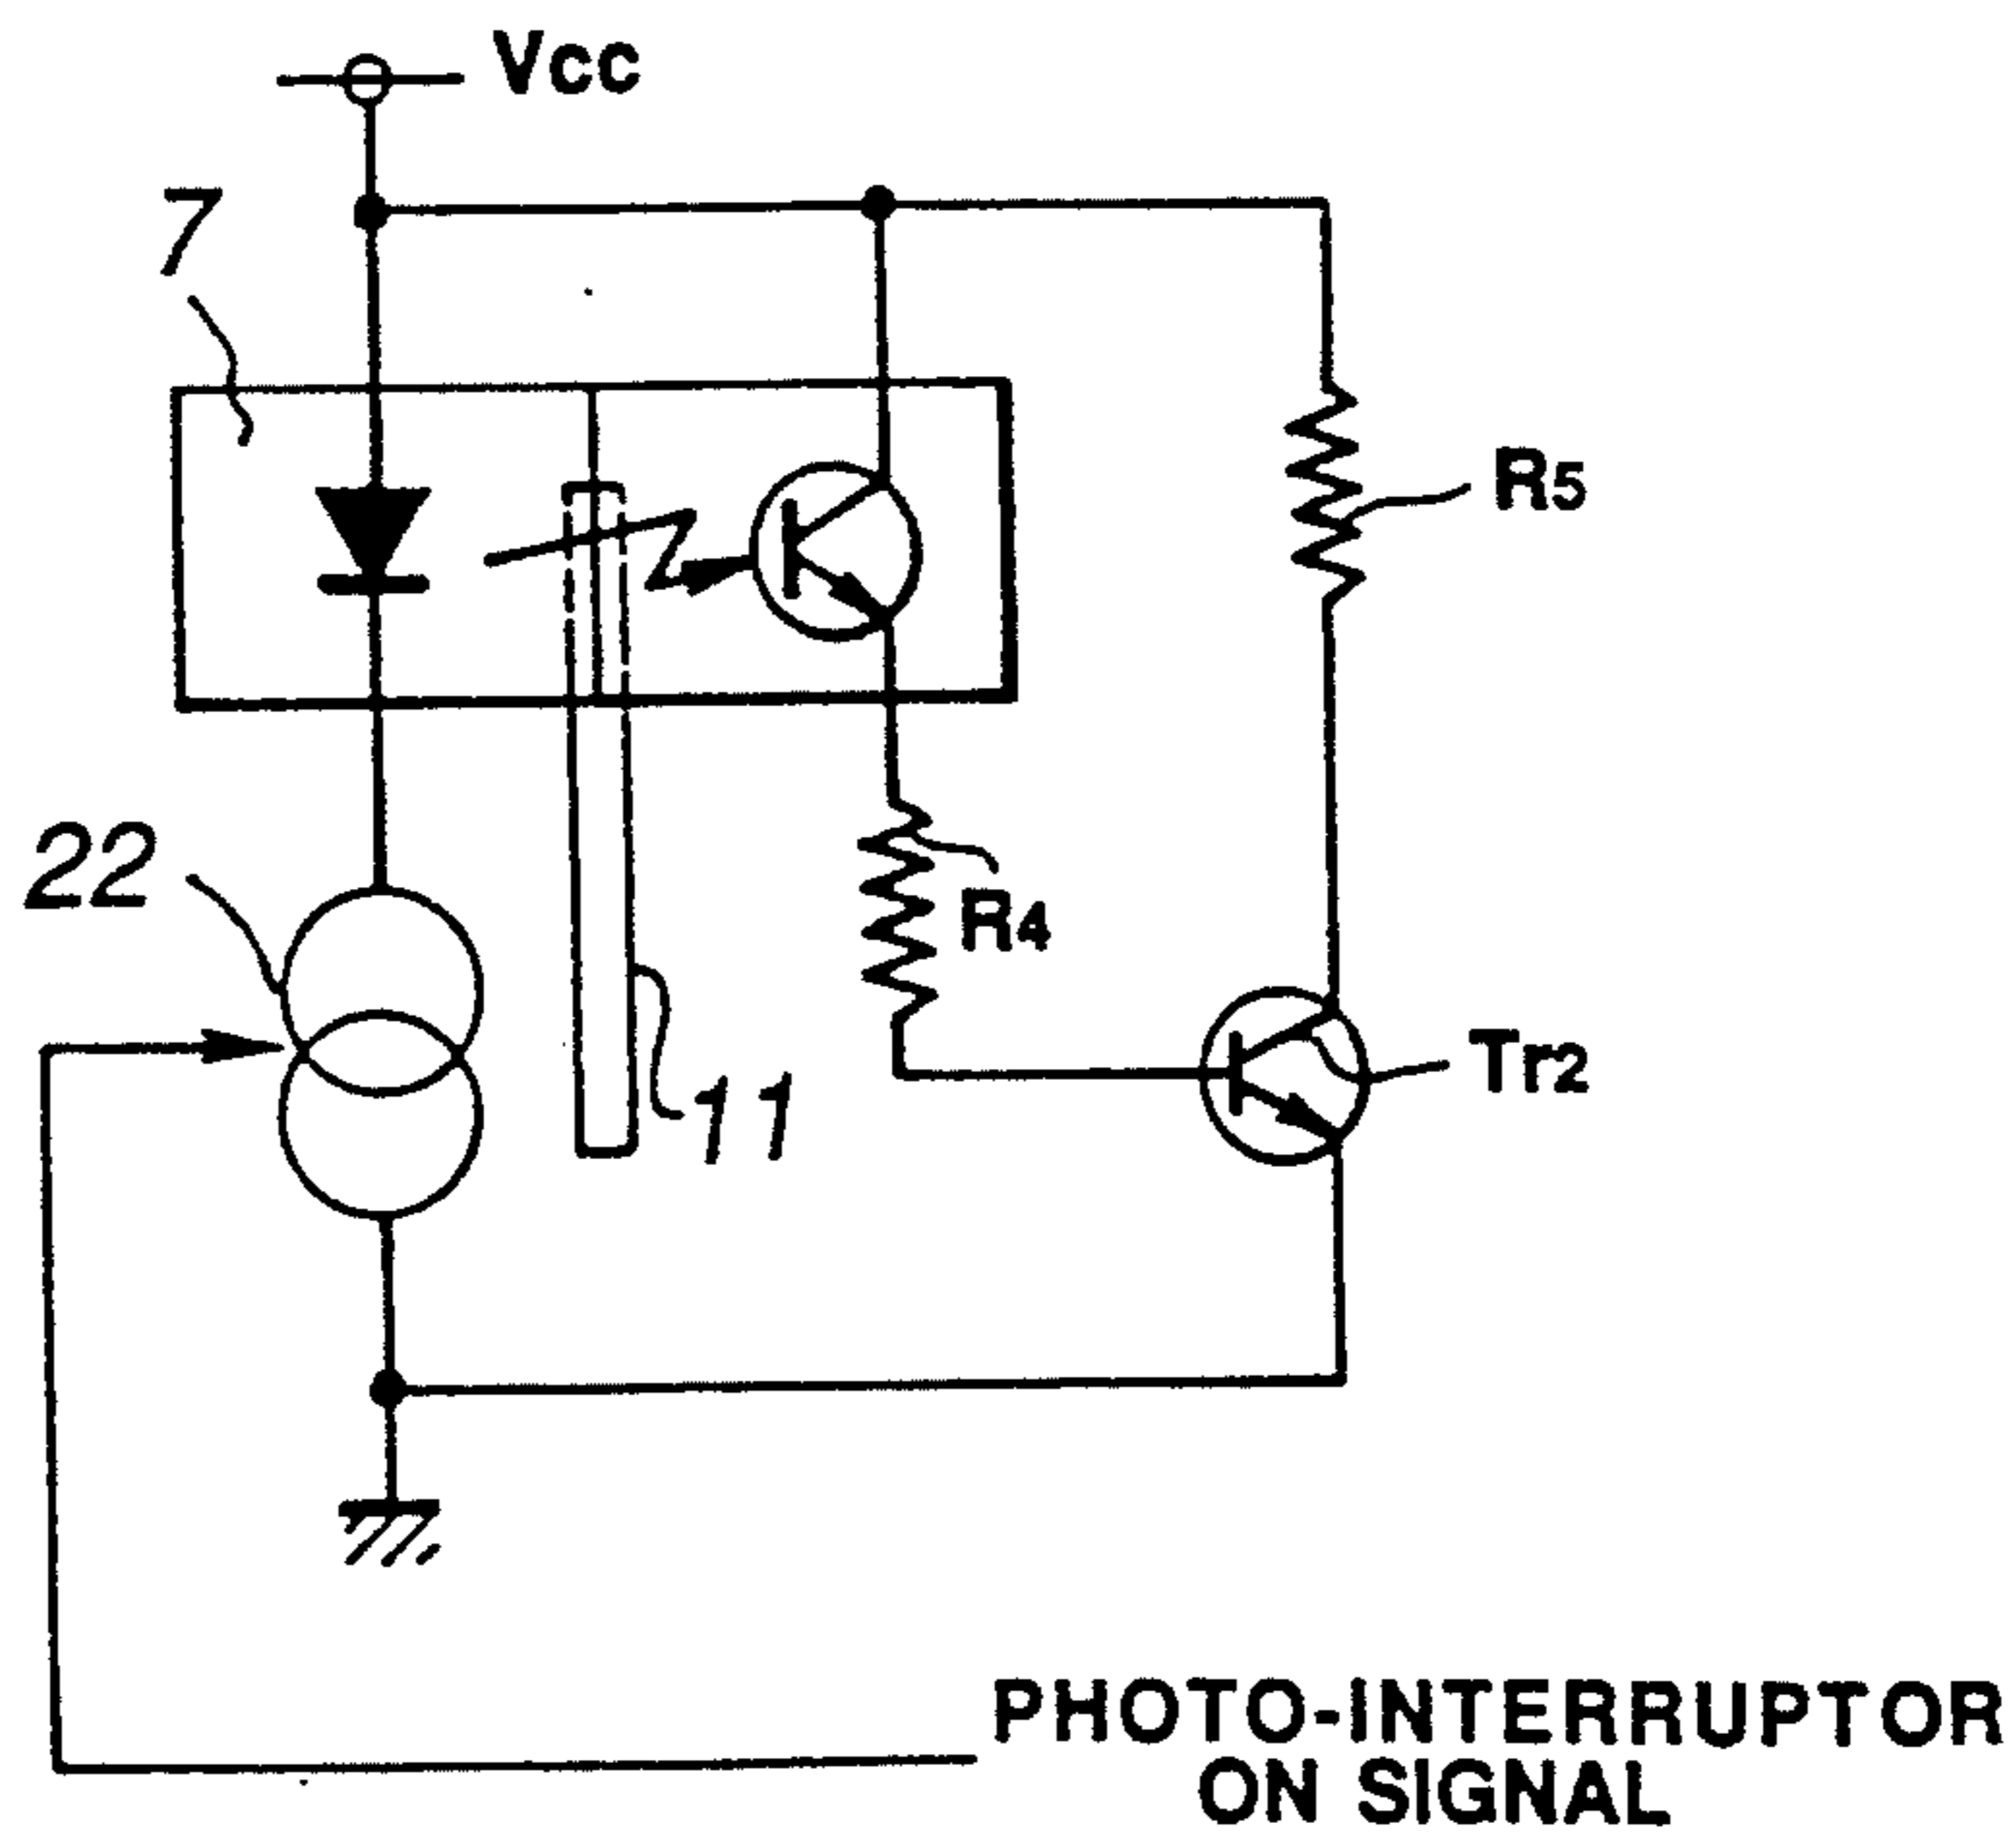 Vcc
7
R5
22
R4
Tr2
11
PHOTO-INTERRUPTOR
ON SIGNAL